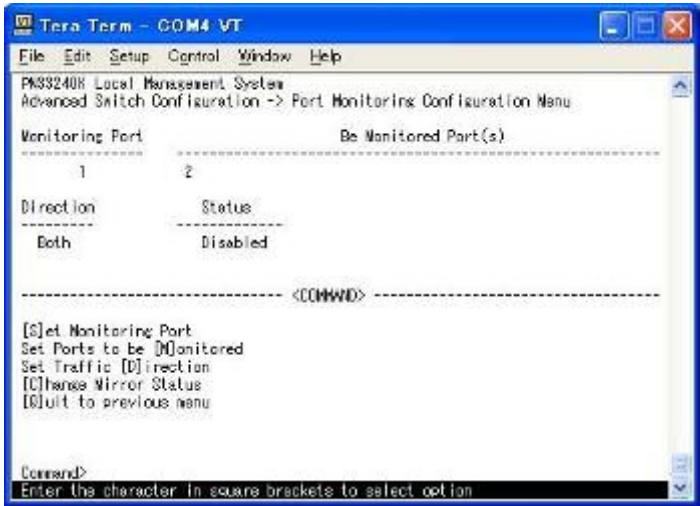 Tera Term - COM4 VT
File Edit Setup Control Window Help
PN33240K Local Management System
Advanced Switch Configuration -> Port Monitoring Configuration Menu
Monitoring Port Be Monitored Port(s)
1 2
Direction Status
Both Disabled
<COMMAND>
[S]et Monitoring Port
Set Ports to be [M]onitored
Set Traffic [D]irection
[C]hange Mirror Status
[Q]uit to previous menu
Command>
Enter the character in square brackets to select option